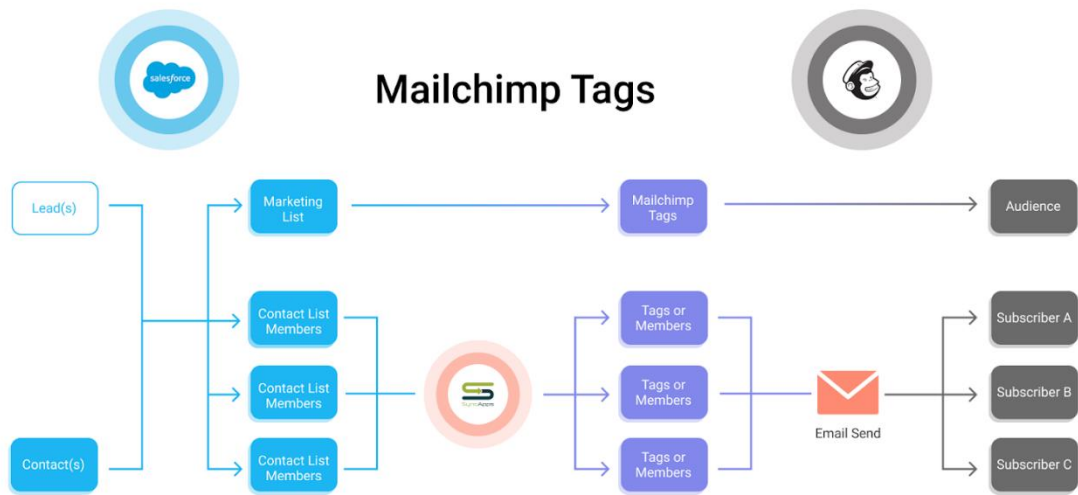 salesforce
Mailchimp Tags
Lead(s)
Marketing
List
Mailchimp
Tags
Audience
Contact List
Members
Tags or
Members
Subscriber A
Contact List
Members
SyncApps
Tags or
Members
Subscriber B
Email Send
Contact(s)
Contact List
Members
Tags or
Members
Subscriber C